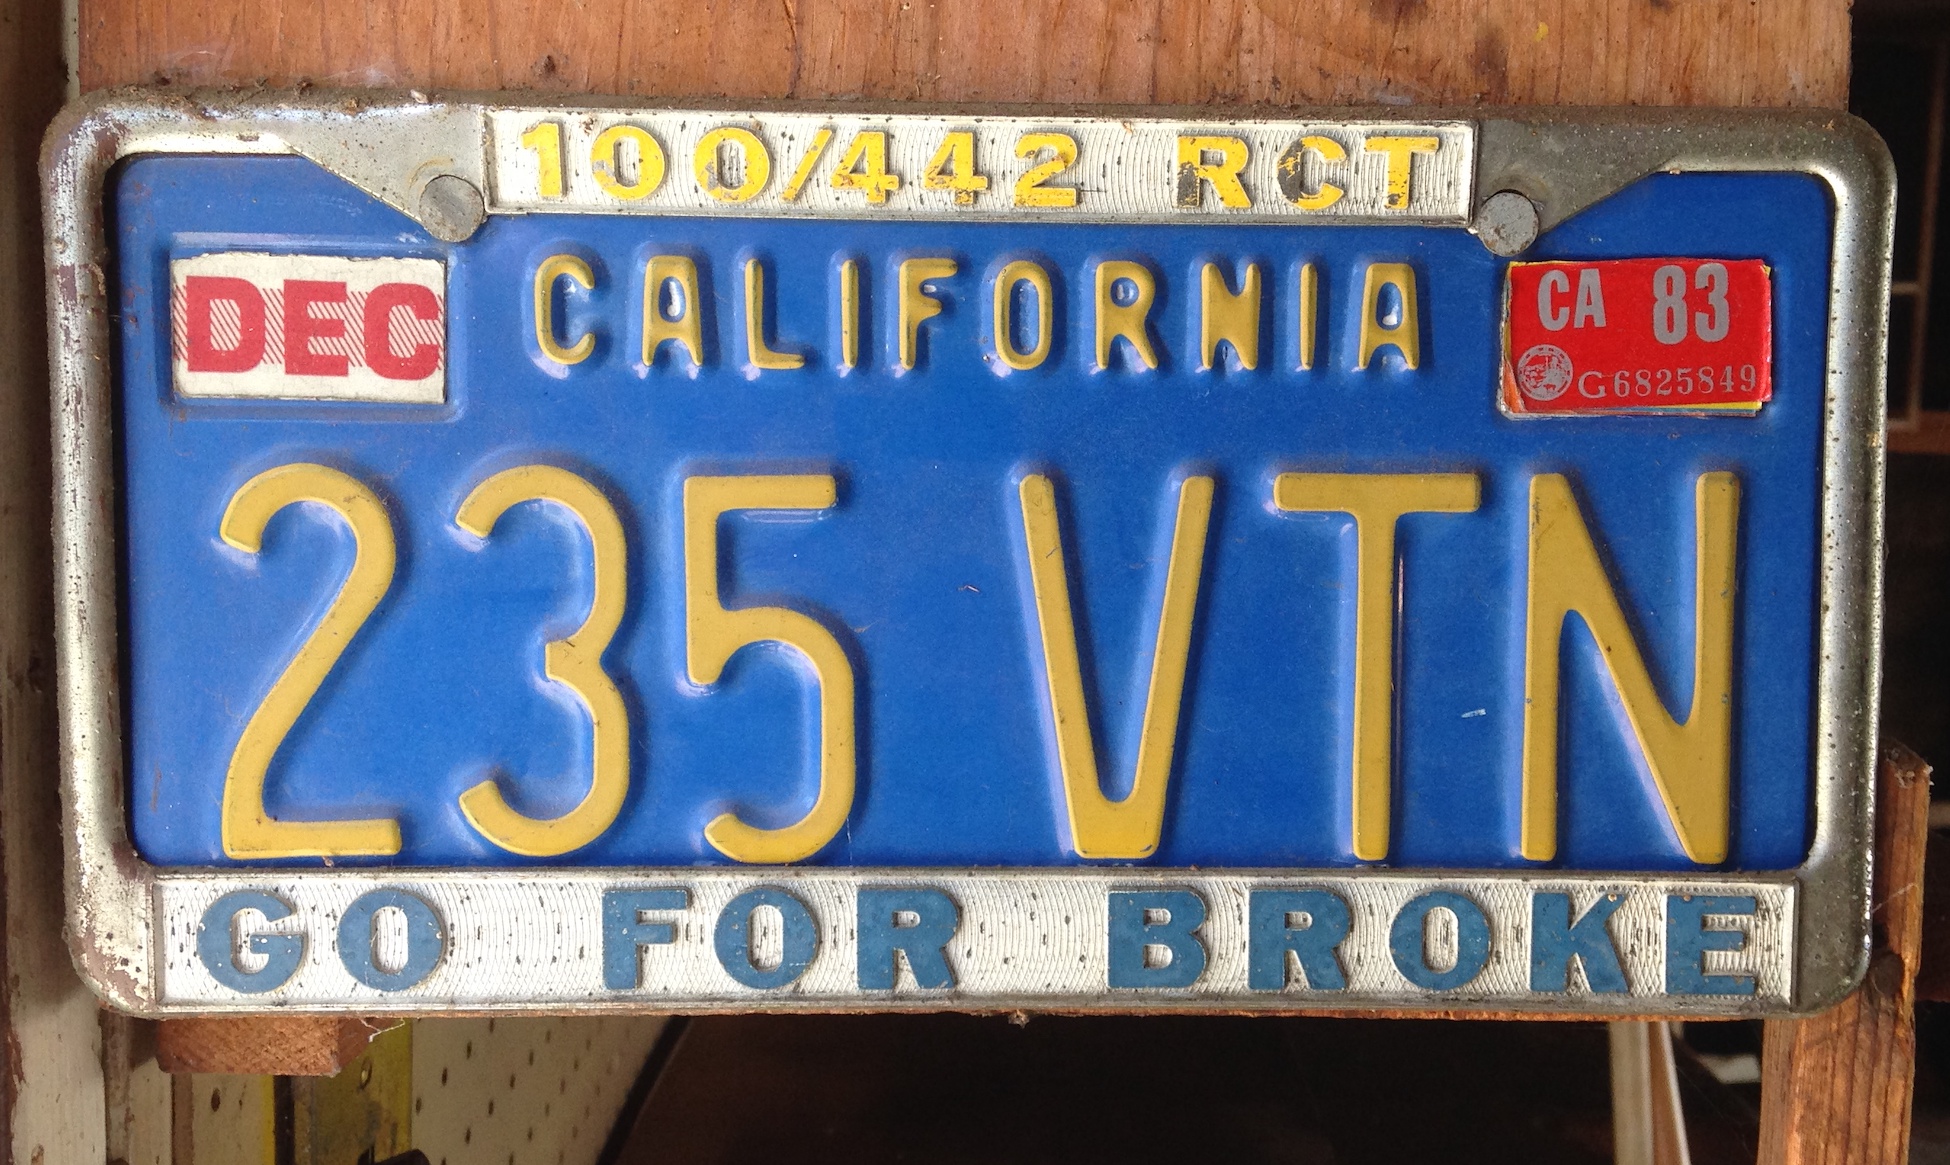 100/442 RCT
DEC
CALIFORNIA
CA 83
G6825849
235 VTN
GO FOR BROKE